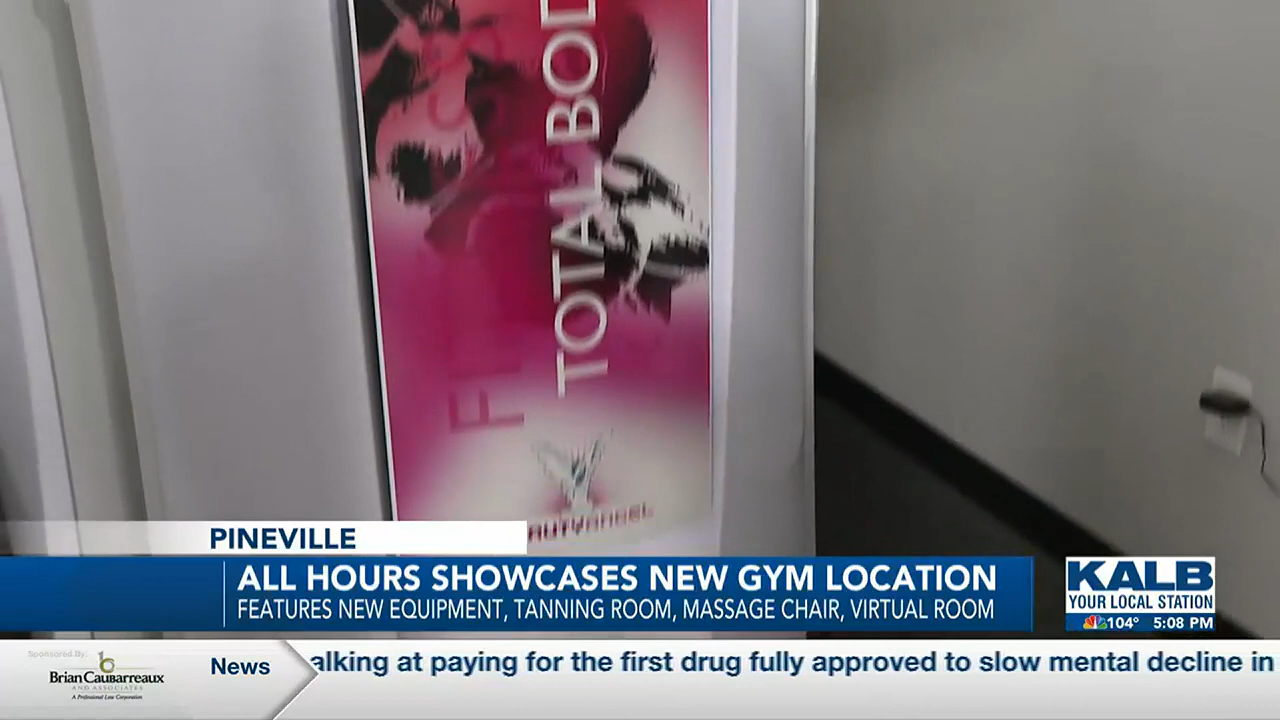 TOTAL BOD
PINEVILLE
ALL HOURS SHOWCASES NEW GYM LOCATION
FEATURES NEW EQUIPMENT, TANNING ROOM, MASSAGE CHAIR, VIRTUAL ROOM
KALB
YOUR LOCAL STATION
104° 5:08 PM
Sponsored By:
Brian Caubarreaux
AND ASSOCIATES
A Professional Law Corporation
News
alking at paying for the first drug fully approved to slow mental decline in